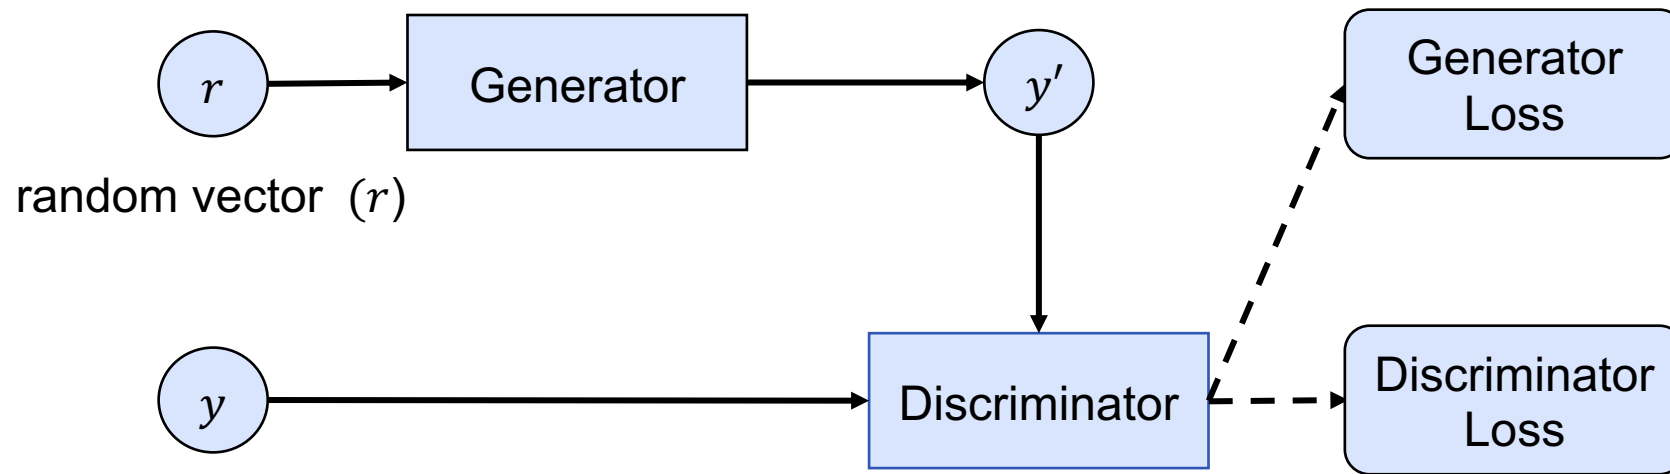 r
Generator
y′
Generator
Loss
random vector (r)
y
Discriminator
Discriminator
Loss